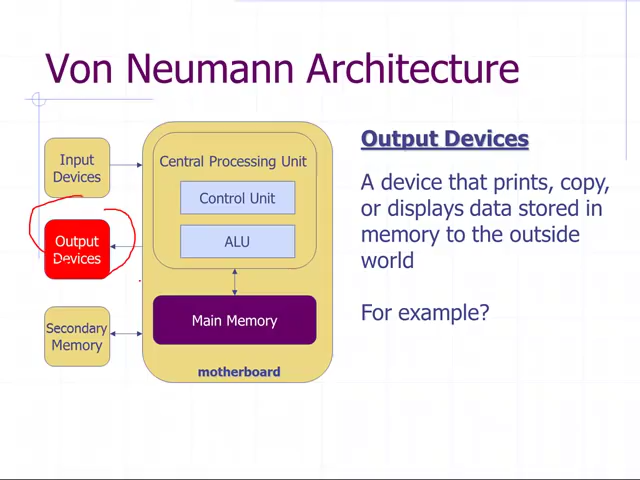 Von Neumann Architecture
Input
Devices
Output
Devices
Secondary
Memory
Central Processing Unit
Control Unit
ALU
Main Memory
motherboard
Output Devices
A device that prints, copy,
or displays data stored in
memory to the outside
world
For example?